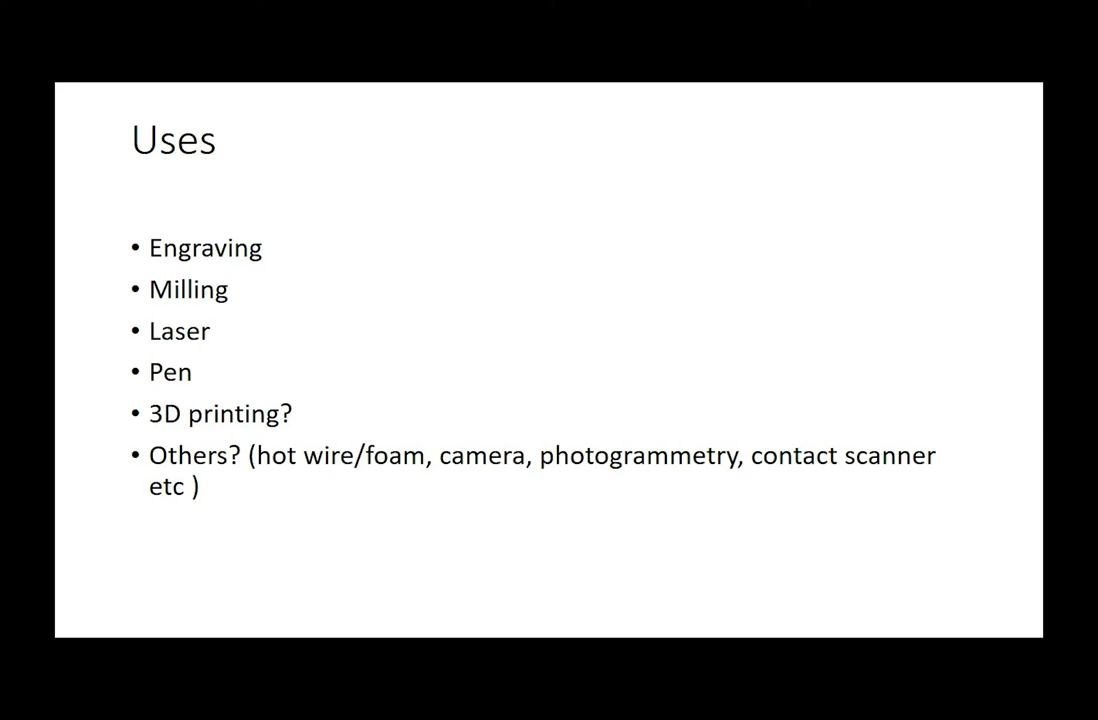 Uses
• Engraving
• Milling
• Laser
• Pen
• 3D printing?
• Others? (hot wire/foam, camera, photogrammetry, contact scanner
etc )